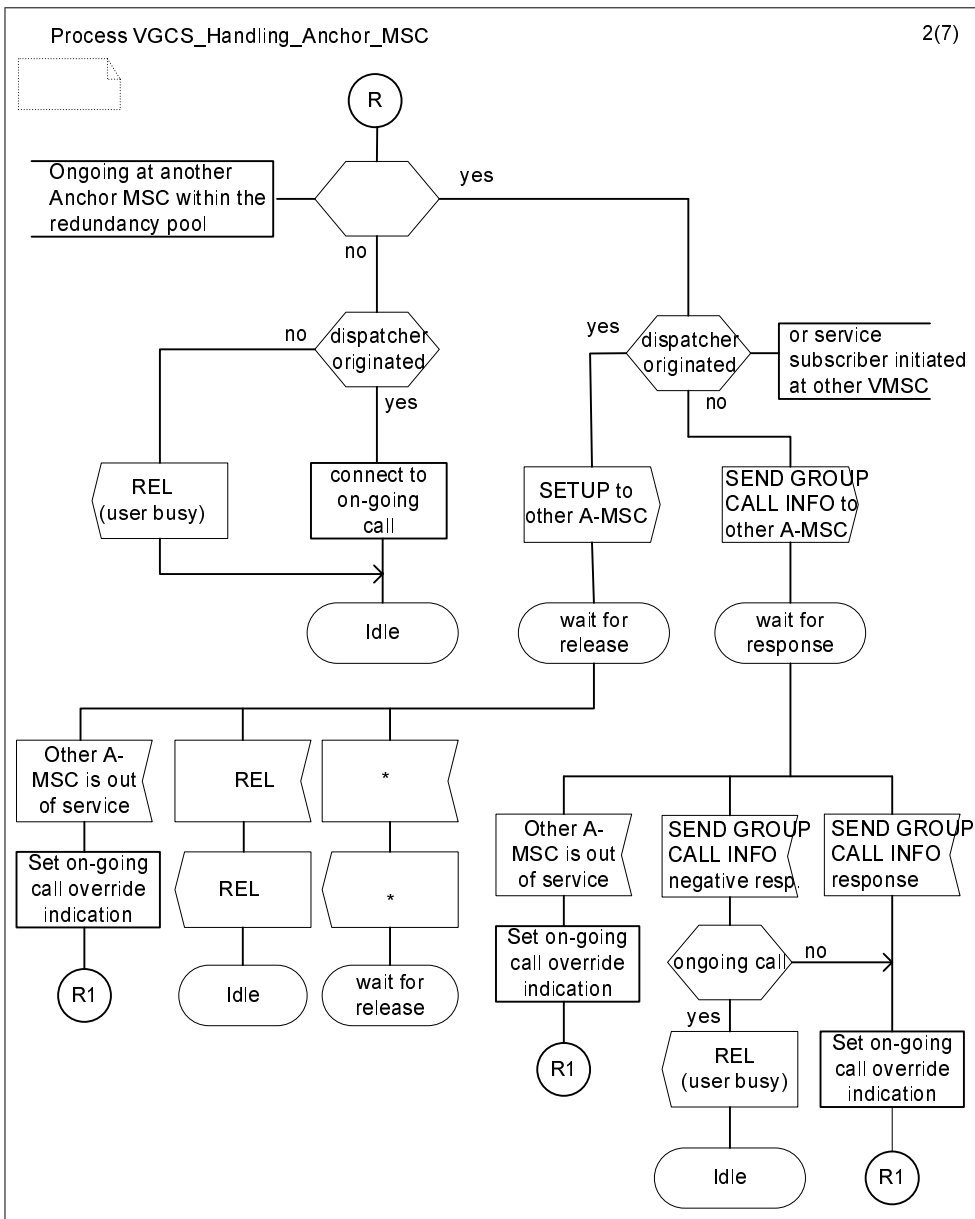 Process VGCS_Handling_Anchor_MSC
2(7)
R
Ongoing at another
Anchor MSC within the
redundancy pool
yes
no
no
dispatcher
originated
yes
yes
dispatcher
originated
no
or service
subscriber initiated
at other VMSC
REL
(user busy)
connect to
on-going
call
SETUP to
other A-MSC
SEND GROUP
CALL INFO to
other A-MSC
Idle
wait for
release
wait for
response
Other A-
MSC is out
of service
REL
*
Set on-going
call override
indication
REL
*
R1
Idle
wait for
release
Other A-
MSC is out
of service
SEND GROUP
CALL INFO
negative resp.
SEND GROUP
CALL INFO
response
Set on-going
call override
indication
ongoing call
no
yes
R1
REL
(user busy)
Set on-going
call override
indication
Idle
R1